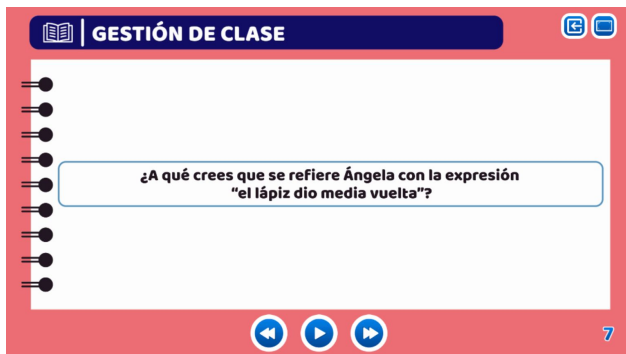 GESTIÓN DE CLASE
¿A qué crees que se refiere Ángela con la expresión
“el lápiz dio media vuelta”?
7